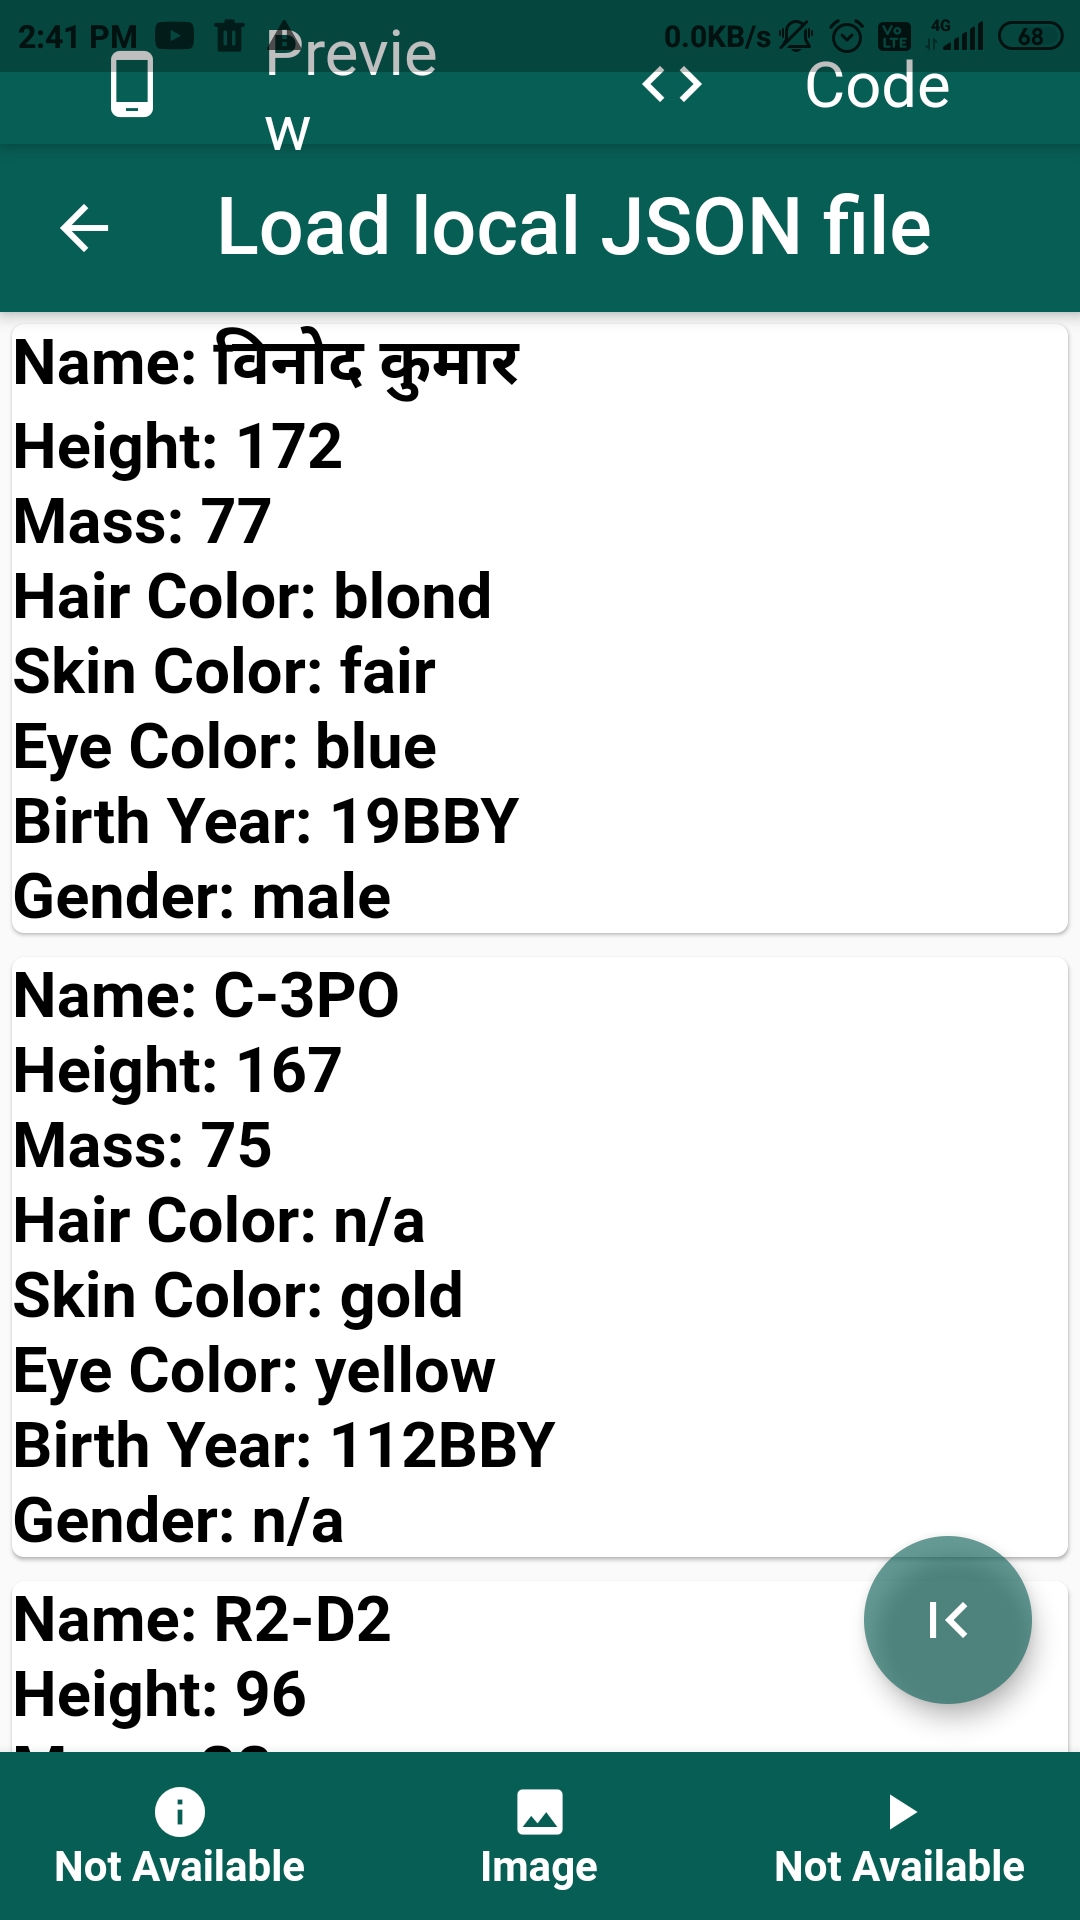 2:41 PM 0.0KB/s Vo LTE 4G 68
Previe
w
Code
Load local JSON file
Name: विनोद कुमार
Height: 172
Mass: 77
Hair Color: blond
Skin Color: fair
Eye Color: blue
Birth Year: 19BBY
Gender: male
Name: C-3PO
Height: 167
Mass: 75
Hair Color: n/a
Skin Color: gold
Eye Color: yellow
Birth Year: 112BBY
Gender: n/a
Name: R2-D2
Height: 96
Not Available
Image
Not Available